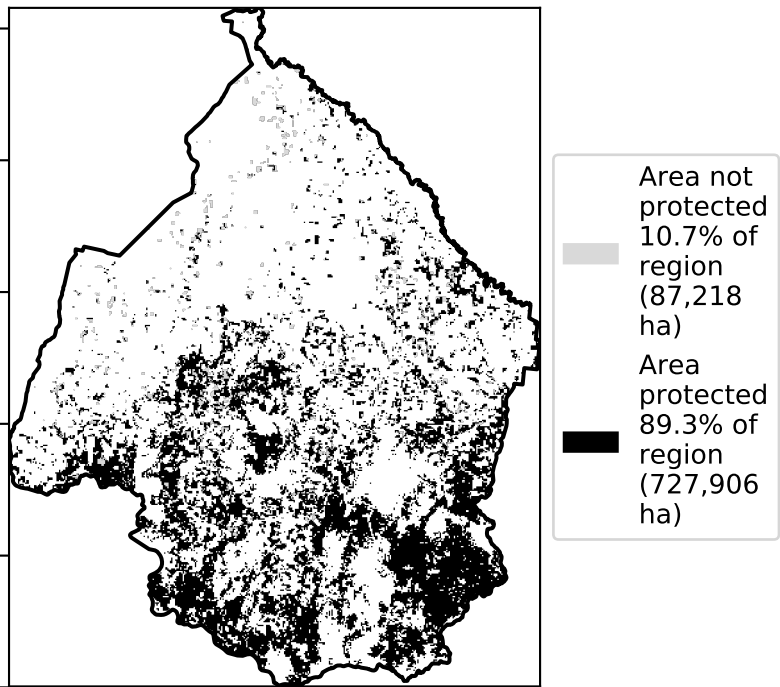 Area not
protected
10.7% of
region
(87,218
ha)
Area
protected
89.3% of
region
(727,906
ha)